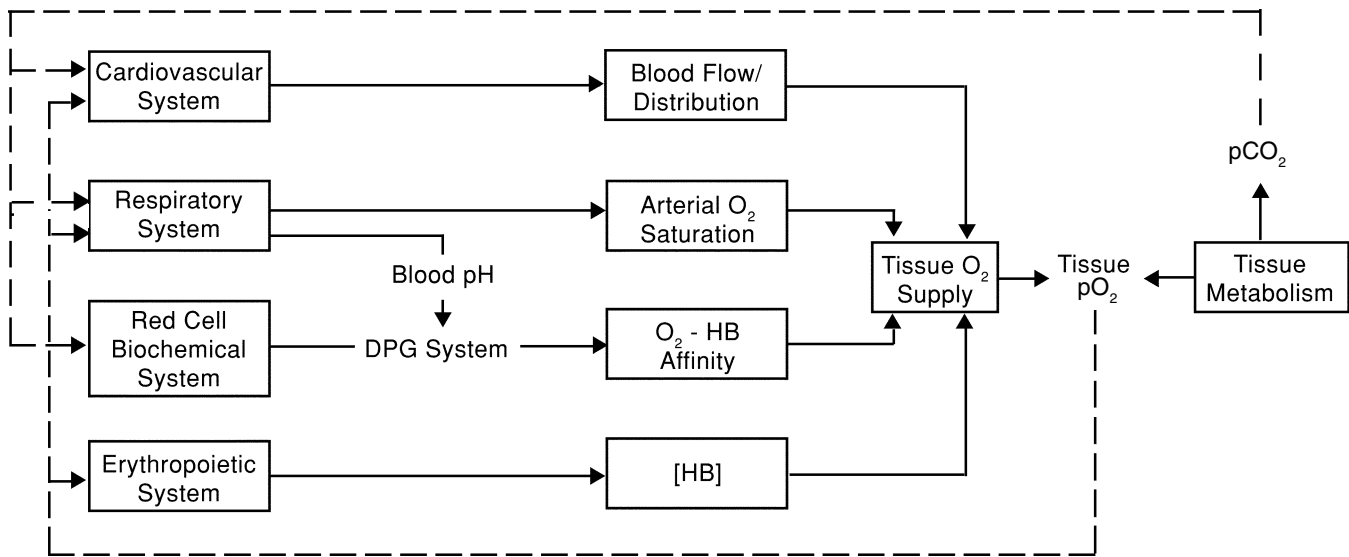 Cardiovascular
System
Blood Flow/
Distribution
pCO₂
Respiratory
System
Arterial O₂
Saturation
Blood pH
Tissue O₂
Supply
Tissue
pO₂
Tissue
Metabolism
Red Cell
Biochemical
System
DPG System
O₂ - HB
Affinity
Erythropoietic
System
[HB]